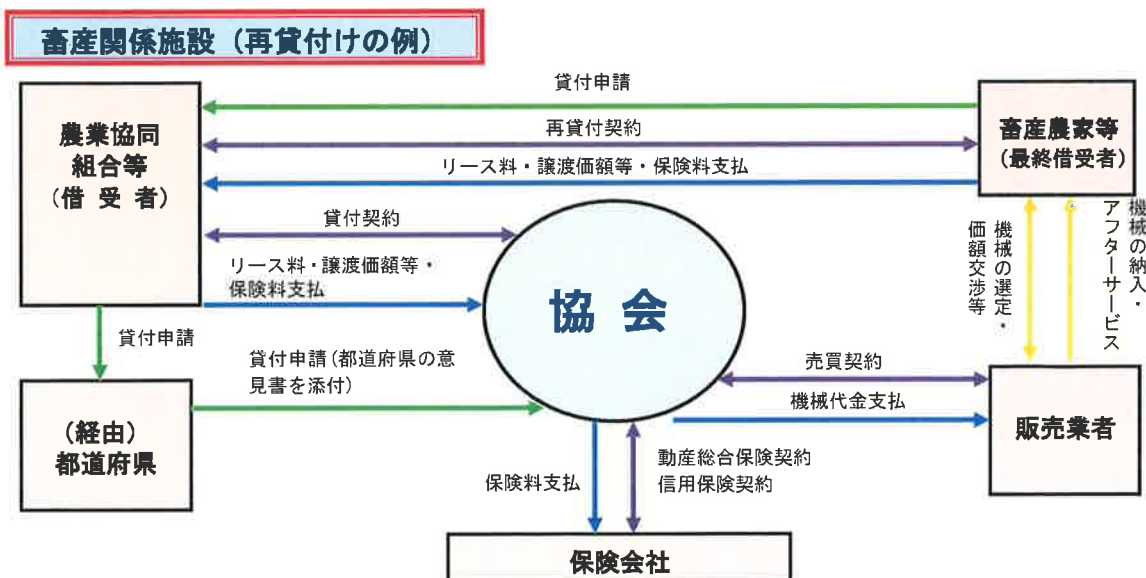 畜産関係施設（再貸付けの例）
貸付申請
農業協同
組合等
（借 受 者）
再貸付契約
畜産農家等
（最終借受者）
リース料・譲渡価額等・保険料支払
貸付契約
リース料・譲渡価額等・
保険料支払
協 会
機械の選定・
価額交渉等
機械の納入・
アフターサービス
貸付申請
貸付申請（都道府県の意
見書を添付）
売買契約
機械代金支払
（経由）
都道府県
販売業者
保険料支払
動産総合保険契約
信用保険契約
保険会社